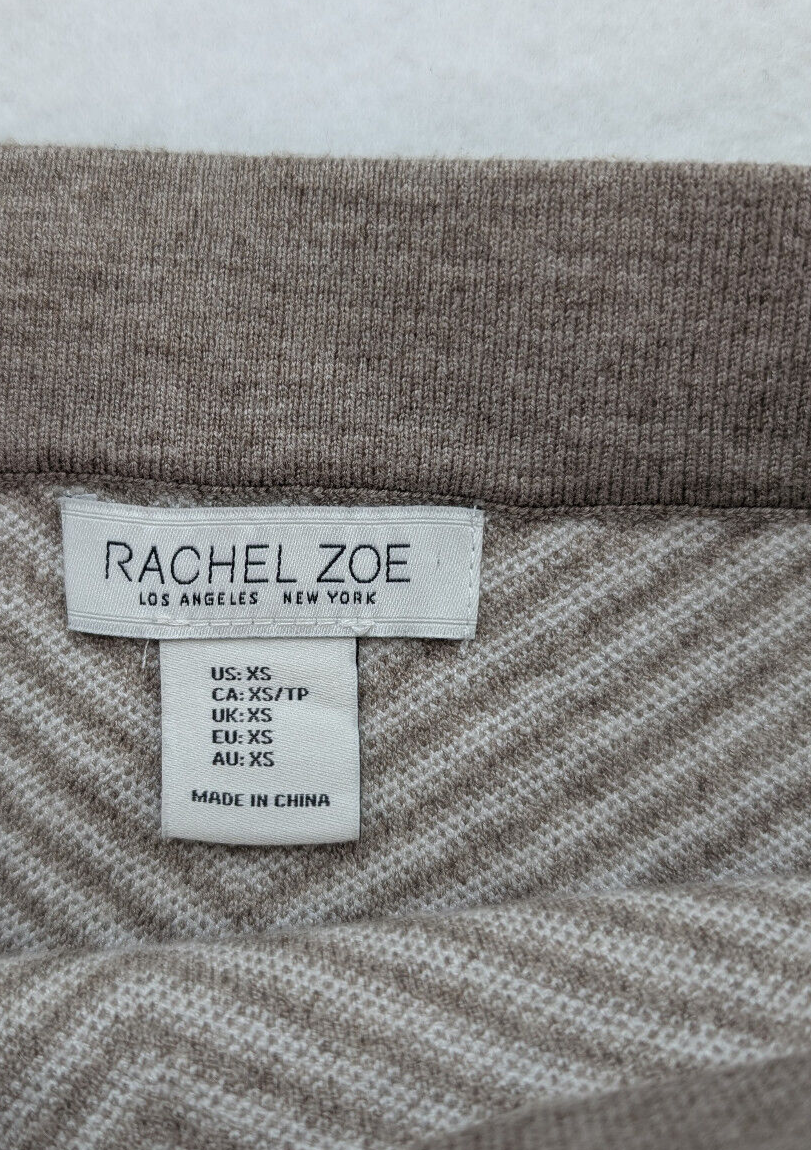 RACHEL ZOE
LOS ANGELES NEW YORK
US: XS
CA: XS/TP
UK: XS
EU: XS
AU: XS
MADE IN CHINA